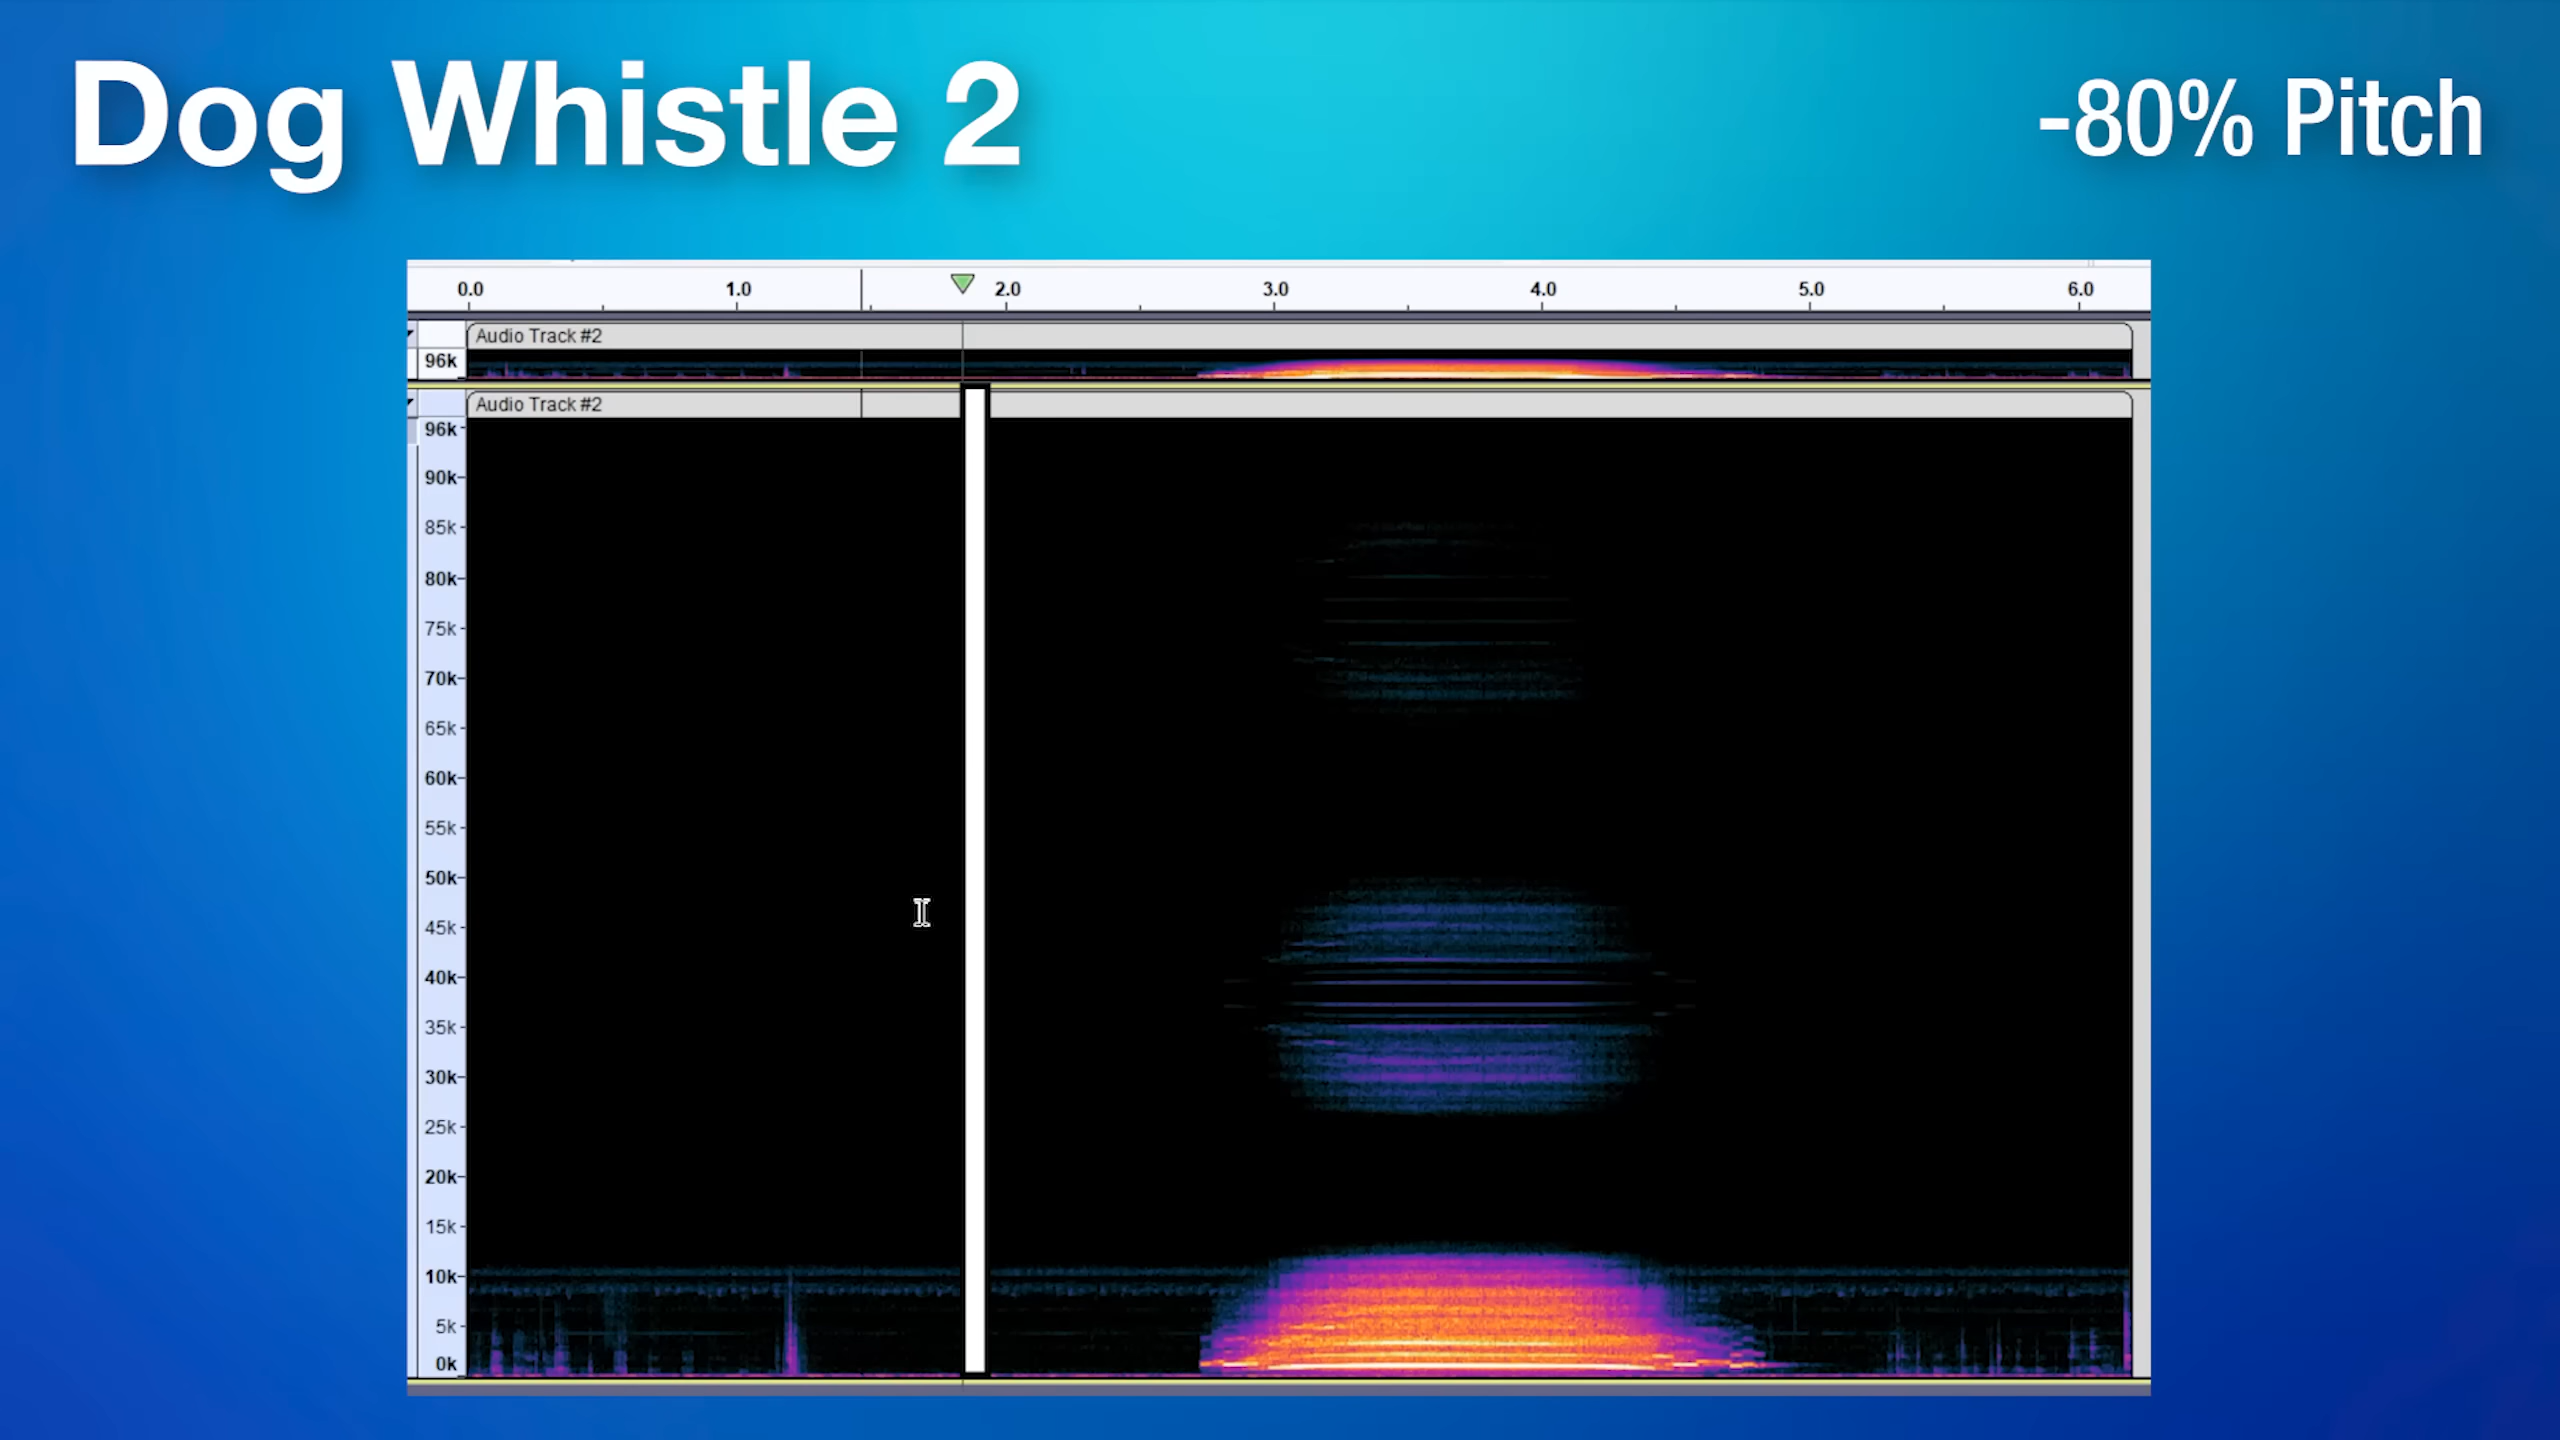 Dog Whistle 2
-80% Pitch
0.0 1.0 2.0 3.0 4.0 5.0 6.0
Audio Track #2
96k
Audio Track #2
96k
90k
85k
80k
75k
70k
65k
60k
55k
50k
45k
40k
35k
30k
25k
20k
15k
10k
5k
0k